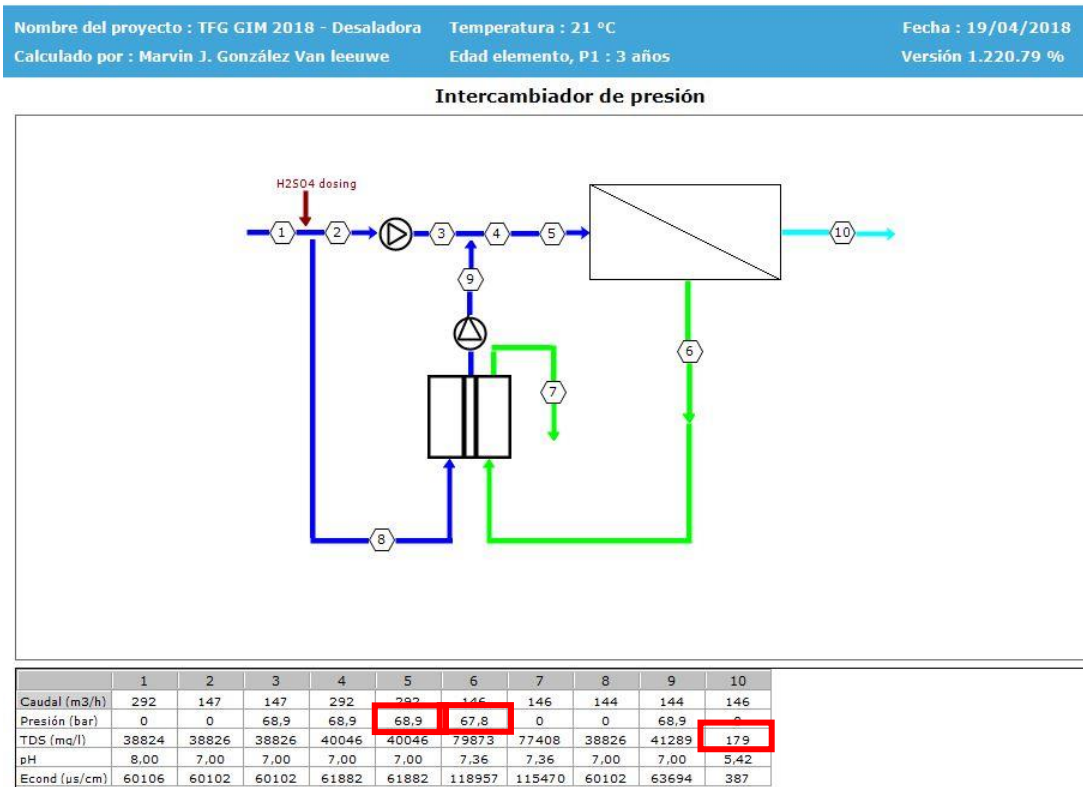 Nombre del proyecto : TFG GIM 2018 - Desaladora Temperatura : 21 ºC Fecha : 19/04/2018
Calculado por : Marvin J. González Van leeuwe Edad elemento, P1 : 3 años Versión 1.220.79 %
Intercambiador de presión
H2SO4 dosing
1 2 3 4 5 10
9
6
7
8
1 2 3 4 5 6 7 8 9 10
Caudal (m3/h) 292 147 147 292 292 146 146 144 144 146
Presión (bar) 0 0 68,9 68,9 68,9 67,8 0 0 68,9 0
TDS (mg/l) 38824 38826 38826 40046 40046 79873 77408 38826 41289 179
pH 8,00 7,00 7,00 7,00 7,00 7,36 7,36 7,00 7,00 5,42
Econd (µs/cm) 60106 60102 60102 61882 61882 118957 115470 60102 63694 387